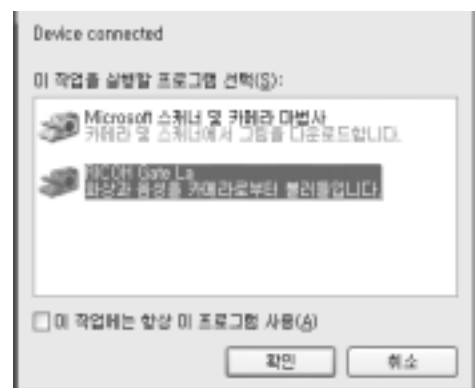 Device connected
이 작업을 실행할 프로그램 선택(S):
Microsoft 스캐너 및 카메라 마법사
카메라 및 스캐너에서 그림을 다운로드합니다.
RICOH Gate La
화상과 음성을 카메라로부터 불러들입니다.
이 작업에는 항상 이 프로그램 사용(A)
확인
취소